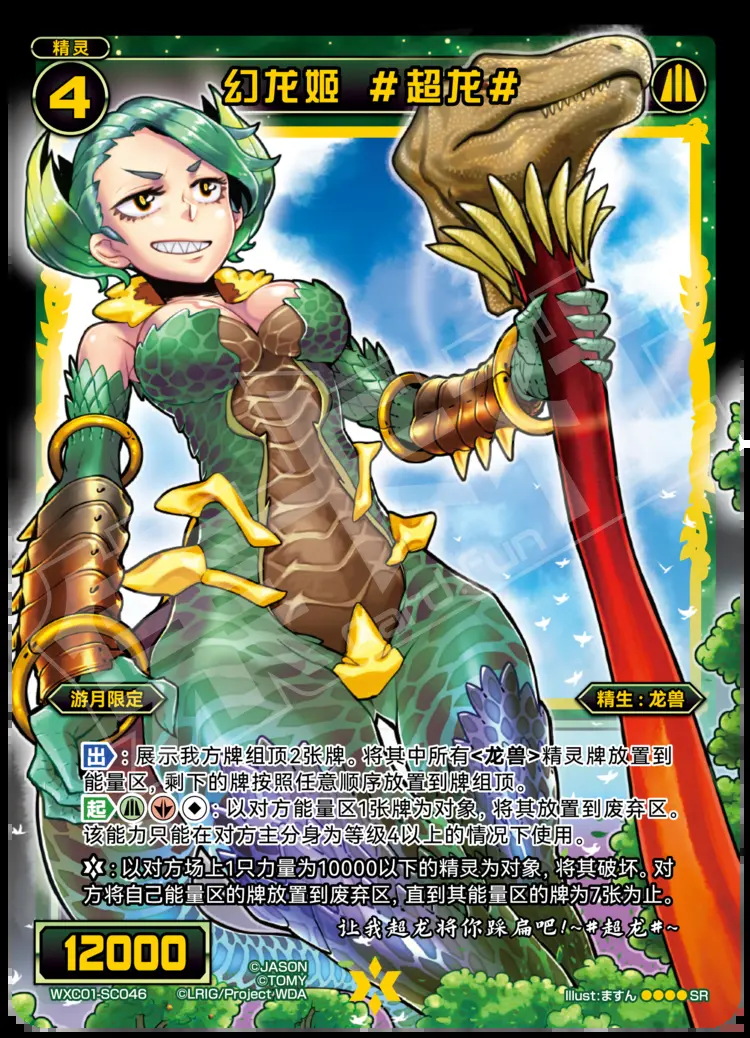 精灵
4
幻龙姬 #超龙#
游月限定
精生:龙兽
出:展示我方牌组顶2张牌。将其中所有<龙兽>精灵牌放置到
能量区,剩下的牌按照任意顺序放置到牌组顶。
起:以对方能量区1张牌为对象,将其放置到废弃区。
该能力只能在对方主分身为等级4以上的情况下使用。
:以对方场上1只力量为10000以下的精灵为对象,将其破坏。对
方将自己能量区的牌放置到废弃区,直到其能量区的牌为7张为止。
让我超龙将你踩扁吧!~#超龙#~
12000
©JASON
©TOMY
WXC01-SC046 ©LRIG/Project WDA
Illust:ますん SR
Card fun